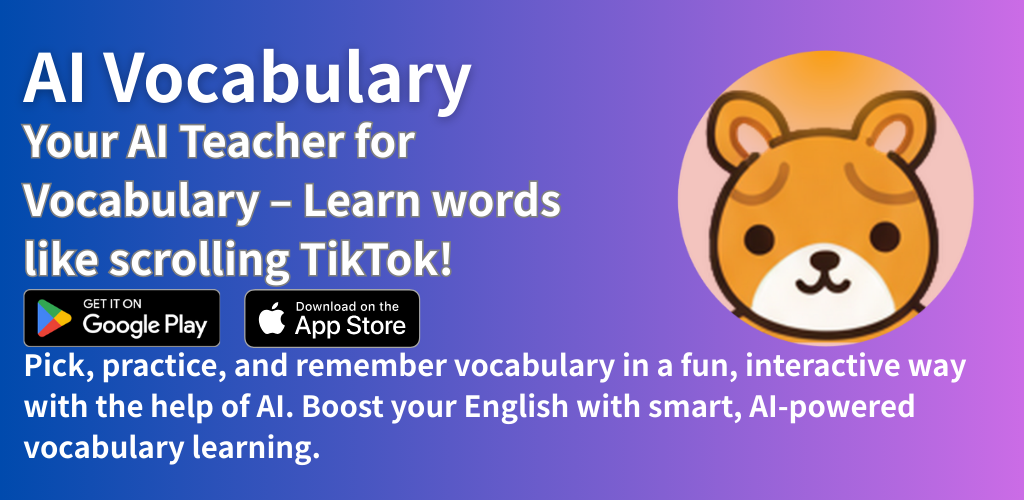 AI Vocabulary
Your AI Teacher for
Vocabulary – Learn words
like scrolling TikTok!
GET IT ON
Google Play
Download on the
App Store
Pick, practice, and remember vocabulary in a fun, interactive way
with the help of AI. Boost your English with smart, AI-powered
vocabulary learning.